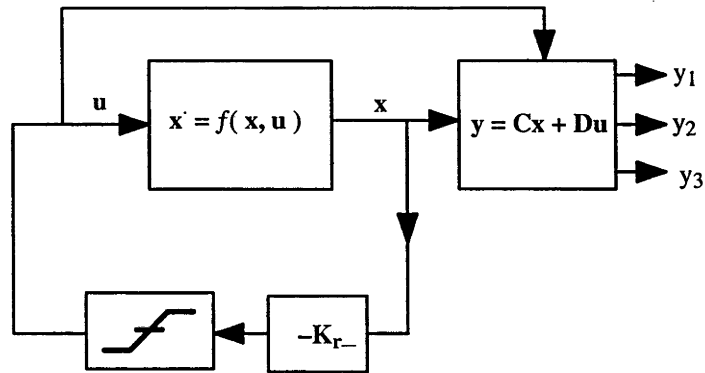 u
ẋ = f( x, u )
x
y = Cx + Du
y1
y2
y3
–Kr_